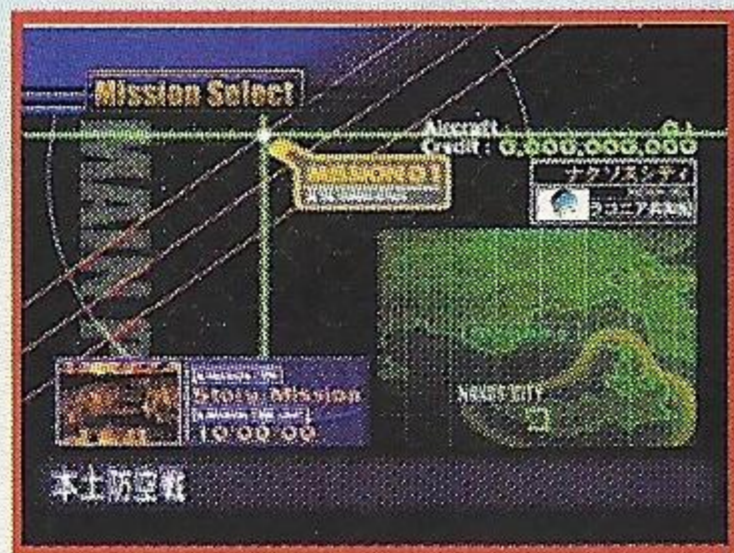 Mission Select
Aircraft
Credit : 0,000,000,000
MISSION 01
ナクソスシティ
MAIN
Story Mission
10:00:00
NAXOS CITY
本土防空戦